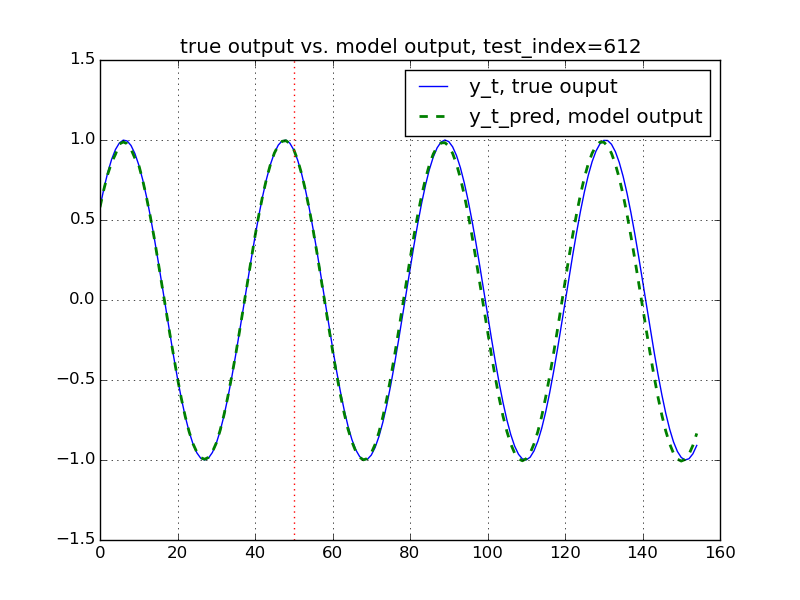 true output vs. model output, test_index=612
y_t, true ouput
y_t_pred, model output
1.5
1.0
0.5
0.0
−0.5
−1.0
−1.5
0 20 40 60 80 100 120 140 160